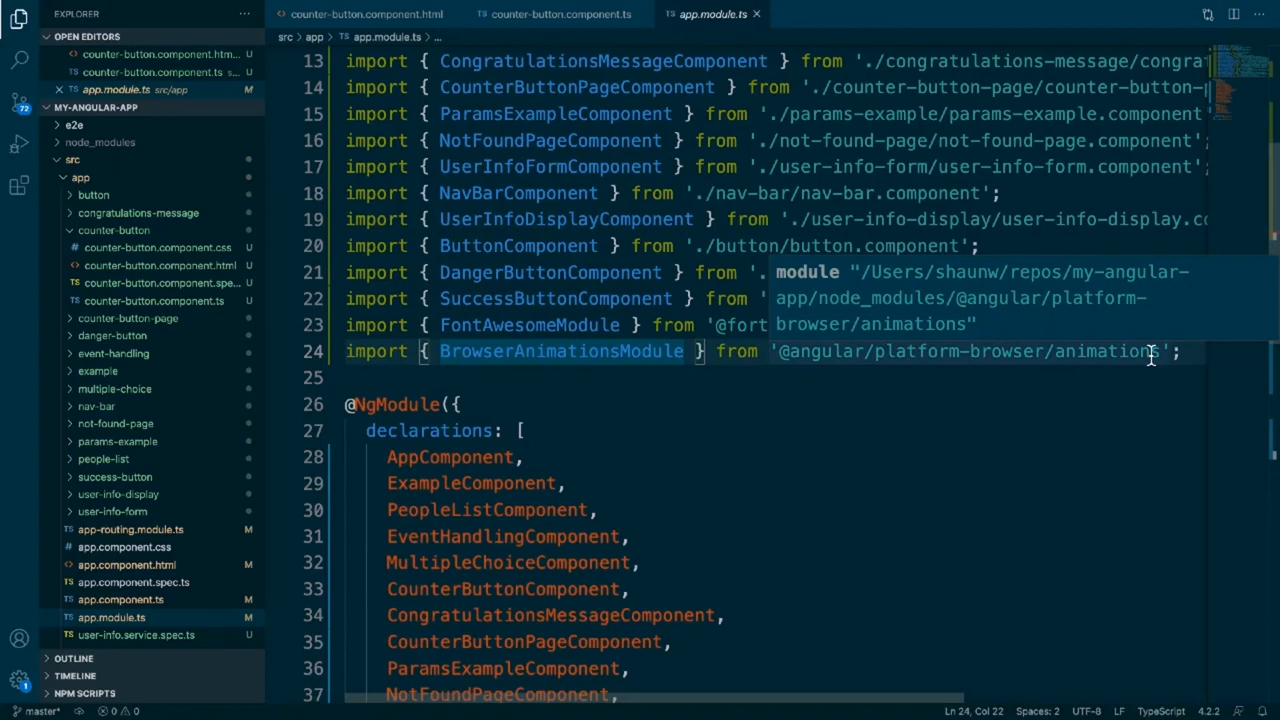 EXPLORER
OPEN EDITORS
counter-button.component.htm...
counter-button.component.ts s...
app.module.ts src/app M
MY-ANGULAR-APP
e2e
node_modules
src
app
button
congratulations-message
counter-button
counter-button.component.css U
counter-button.component.html U
counter-button.component.spe... U
counter-button.component.ts U
counter-button-page
danger-button
event-handling
example
multiple-choice
nav-bar
not-found-page
params-example
people-list
success-button
user-info-display
user-info-form
TS app-routing.module.ts M
app.component.css
<> app.component.html M
TS app.component.spec.ts
TS app.component.ts M
TS app.module.ts M
TS user-info.service.spec.ts U
OUTLINE
TIMELINE
NPM SCRIPTS
72
1
<> counter-button.component.html
TS counter-button.component.ts
TS app.module.ts
src > app > TS app.module.ts > ...
13 import { CongratulationsMessageComponent } from './congratulations-message/congra
14 import { CounterButtonPageComponent } from './counter-button-page/counter-button-p
15 import { ParamsExampleComponent } from './params-example/params-example.component'
16 import { NotFoundPageComponent } from './not-found-page/not-found-page.component';
17 import { UserInfoFormComponent } from './user-info-form/user-info-form.component';
18 import { NavBarComponent } from './nav-bar/nav-bar.component';
19 import { UserInfoDisplayComponent } from './user-info-display/user-info-display.co
20 import { ButtonComponent } from './button/button.component';
21 import { DangerButtonComponent } from '.
22 import { SuccessButtonComponent } from '
23 import { FontAwesomeModule } from '@fort
24 import { BrowserAnimationsModule } from '@angular/platform-browser/animations';
25
26 @NgModule({
27 declarations: [
28 AppComponent,
29 ExampleComponent,
30 PeopleListComponent,
31 EventHandlingComponent,
32 MultipleChoiceComponent,
33 CounterButtonComponent,
34 CongratulationsMessageComponent,
35 CounterButtonPageComponent,
36 ParamsExampleComponent,
37 NotFoundPageComponent,
module "/Users/shaunw/repos/my-angular-
app/node_modules/@angular/platform-
browser/animations"
master* 0 0 Ln 24, Col 22 Spaces: 2 UTF-8 LF TypeScript 4.2.2